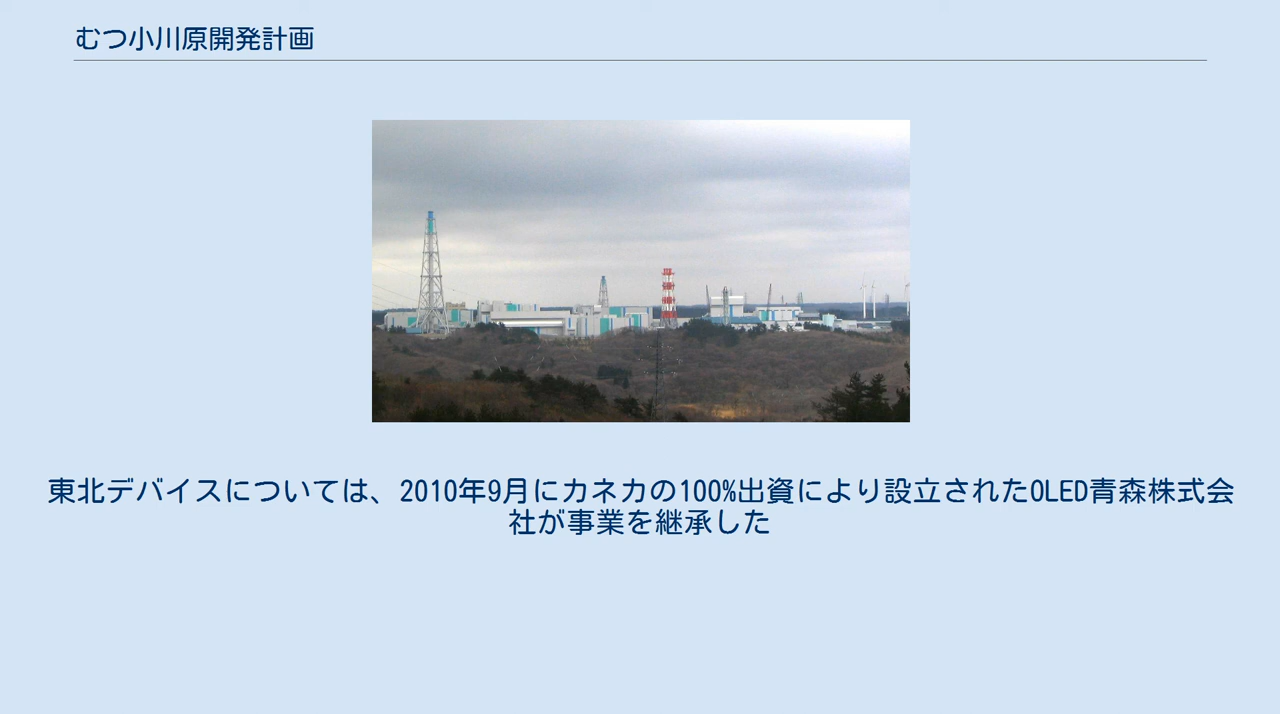 むつ小川原開発計画
東北デバイスについては、2010年9月にカネカの100%出資により設立されたOLED青森株式会
社が事業を継承した